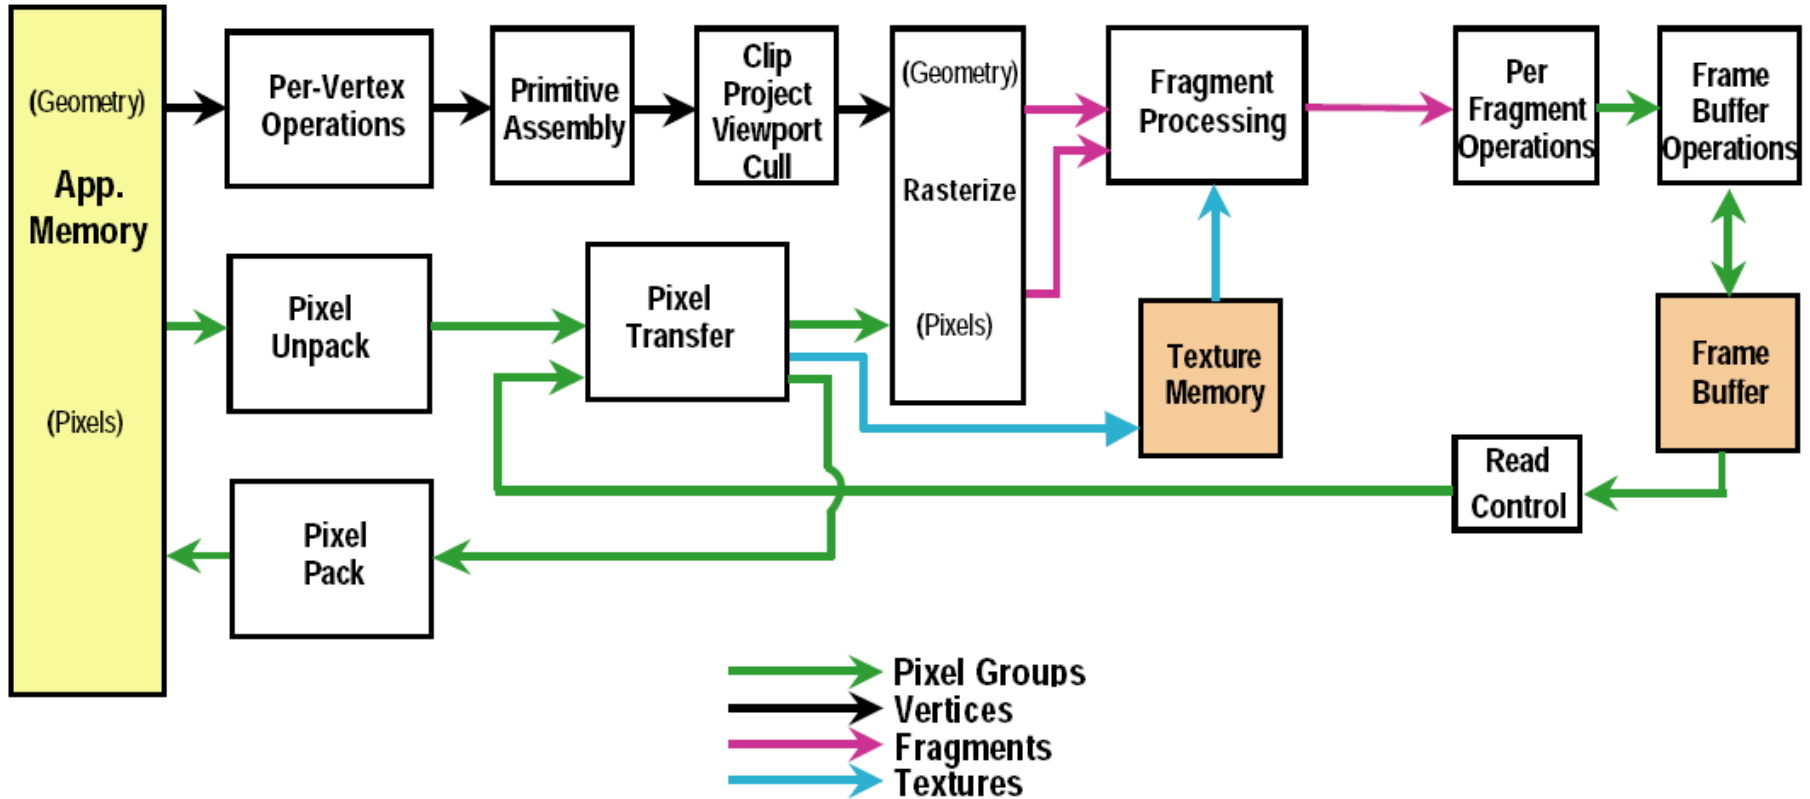 (Geometry)
App.
Memory
(Pixels)
Per-Vertex
Operations
Primitive
Assembly
Clip
Project
Viewport
Cull
(Geometry)
Rasterize
(Pixels)
Fragment
Processing
Per
Fragment
Operations
Frame
Buffer
Operations
Pixel
Unpack
Pixel
Transfer
Texture
Memory
Frame
Buffer
Read
Control
Pixel
Pack
Pixel Groups
Vertices
Fragments
Textures